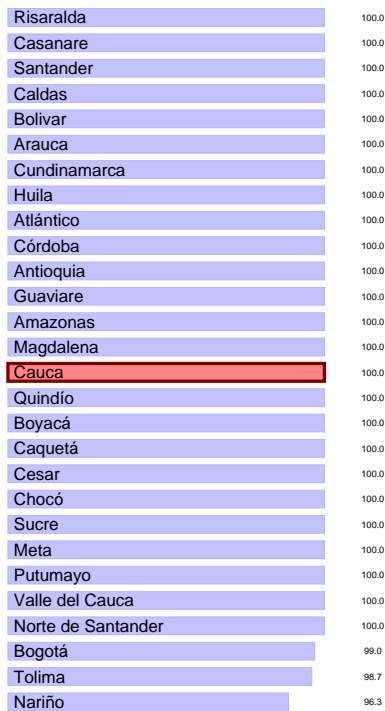 Risaralda 100.0
Casanare 100.0
Santander 100.0
Caldas 100.0
Bolivar 100.0
Arauca 100.0
Cundinamarca 100.0
Huila 100.0
Atlántico 100.0
Córdoba 100.0
Antioquia 100.0
Guaviare 100.0
Amazonas 100.0
Magdalena 100.0
Cauca 100.0
Quindío 100.0
Boyacá 100.0
Caquetá 100.0
Cesar 100.0
Chocó 100.0
Sucre 100.0
Meta 100.0
Putumayo 100.0
Valle del Cauca 100.0
Norte de Santander 100.0
Bogotá 99.0
Tolima 98.7
Nariño 96.3